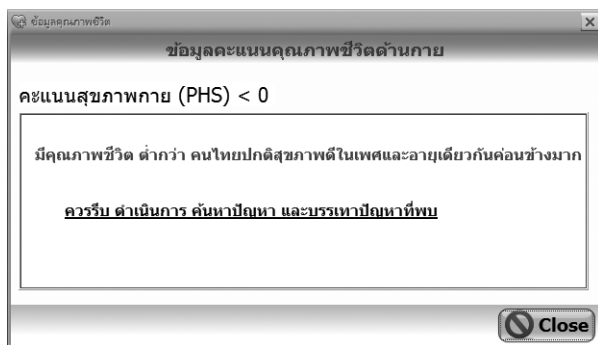 ข้อมูลคุณภาพชีวิต
ข้อมูลคะแนนคุณภาพชีวิตด้านกาย
คะแนนสุขภาพกาย (PHS) < 0
มีคุณภาพชีวิต ต่ำกว่า คนไทยปกติสุขภาพดีในเพศและอายุเดียวกันค่อนข้างมาก
ควรรีบ ดำเนินการ ค้นหาปัญหา และบรรเทาปัญหาที่พบ
Close